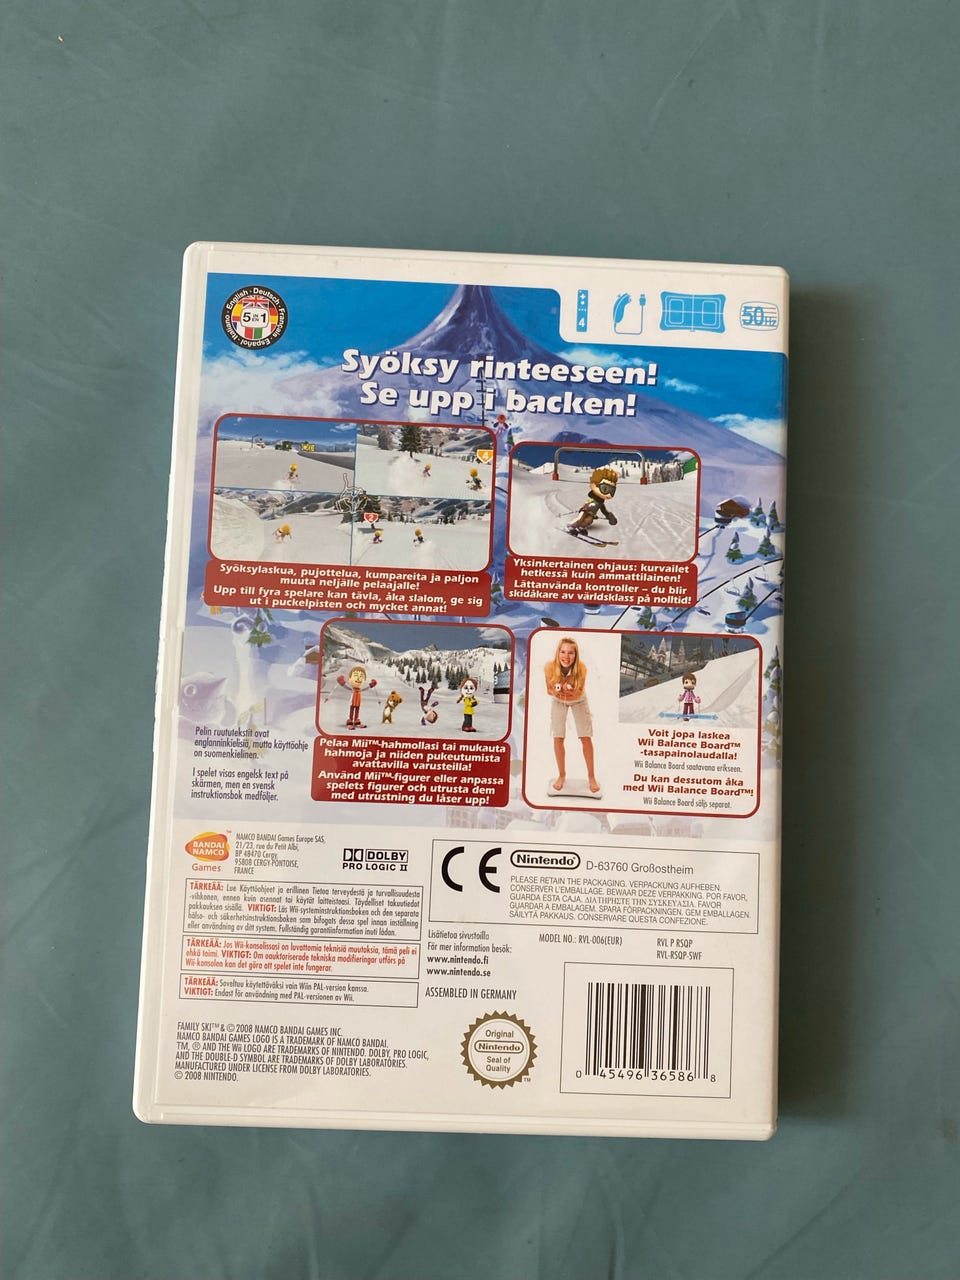 English · Deutsch · Français · Español · Italiano
5 IN EN 1
4
50Hz
Syöksy rinteeseen!
Se upp i backen!
4
2
Syöksylaskua, pujottelua, kumpareita ja paljon
muuta neljälle pelaajalle!
Upp till fyra spelare kan tävla, åka slalom, ge sig
ut i puckelpisten och mycket annat!
Yksinkertainen ohjaus: kurvailet
hetkessä kuin ammattilainen!
Lättanvända kontroller – du blir
skidåkare av världsklass på nolltid!
Pelin ruututekstit ovat
englanninkielisiä, mutta käyttöohje
on suomenkielinen.
I spelet visas engelsk text på
skärmen, men en svensk
instruktionsbok medföljer.
Pelaa Mii™-hahmollasi tai mukauta
hahmoja ja niiden pukeutumista
avattavilla varusteilla!
Använd Mii™-figurer eller anpassa
spelets figurer och utrusta dem
med utrustning du låser upp!
Voit jopa laskea
Wii Balance Board™
-tasapainolaudalla!
Wii Balance Board saatavana erikseen.
Du kan dessutom åka
med Wii Balance Board™!
Wii Balance Board säljs separat.
BANDAI
NAMCO
Games
NAMCO BANDAI Games Europe SAS,
21/23, rue du Petit Albi,
BP 48470 Cergy,
95808 CERGY-PONTOISE,
FRANCE
DOLBY
PRO LOGIC II
CE
Nintendo
D-63760 Großostheim
PLEASE RETAIN THE PACKAGING. VERPACKUNG AUFHEBEN.
CONSERVER L'EMBALLAGE. BEWAAR DEZE VERPAKKING. POR FAVOR,
GUARDA ESTA CAJA. ΔΙΑΤΗΡΗΣΤΕ ΤΗΝ ΣΥΣΚΕΥΑΣΙΑ. FAVOR
GUARDAR A EMBALAGEM. SPARA FÖRPACKNINGEN. GEM EMBALLAGEN.
SÄILYTÄ PAKKAUS. CONSERVARE QUESTA CONFEZIONE.
TÄRKEÄÄ: Lue Käyttöohjeet ja erillinen Tietoa terveydestä ja turvallisuudesta
-vihkonen, ennen kuin asennat tai käytät laitteistoasi. Täydelliset takuutiedot
pakkauksen sisällä. VIKTIGT: Läs Wii-systeminstruktionsboken och den separata
hälso- och säkerhetsinstruktionsboken som bifogats dessa spel innan inställning
eller användning av ditt system. Fullständig garantiinformation inuti lådan.
TÄRKEÄÄ: Jos Wii-konselissasi on luvattomia teknisiä muutoksia, tämä peli ei
ehkä toimi. VIKTIGT: Om oauktoriserade tekniska modifieringar utförs på
Wii-konsolen kan det göra att spelet inte fungerar.
TÄRKEÄÄ: Soveltuu käytettäväksi vain Wiin PAL-version kanssa.
VIKTIGT: Endast för användning med PAL-versionen av Wii.
Lisätietoa sivustoilla
För mer information besök:
www.nintendo.fi
www.nintendo.se
MODEL NO.: RVL-006(EUR)
RVL P RSQP
RVL-RSQP-SWF
ASSEMBLED IN GERMANY
FAMILY SKI™ & © 2008 NAMCO BANDAI GAMES INC.
NAMCO BANDAI GAMES LOGO IS A TRADEMARK OF NAMCO BANDAI.
TM, ® AND THE Wii LOGO ARE TRADEMARKS OF NINTENDO. DOLBY, PRO LOGIC,
AND THE DOUBLE-D SYMBOL ARE TRADEMARKS OF DOLBY LABORATORIES.
MANUFACTURED UNDER LICENSE FROM DOLBY LABORATORIES.
© 2008 NINTENDO.
Original
Nintendo
Seal of
Quality
TM
0 45496 36586 8